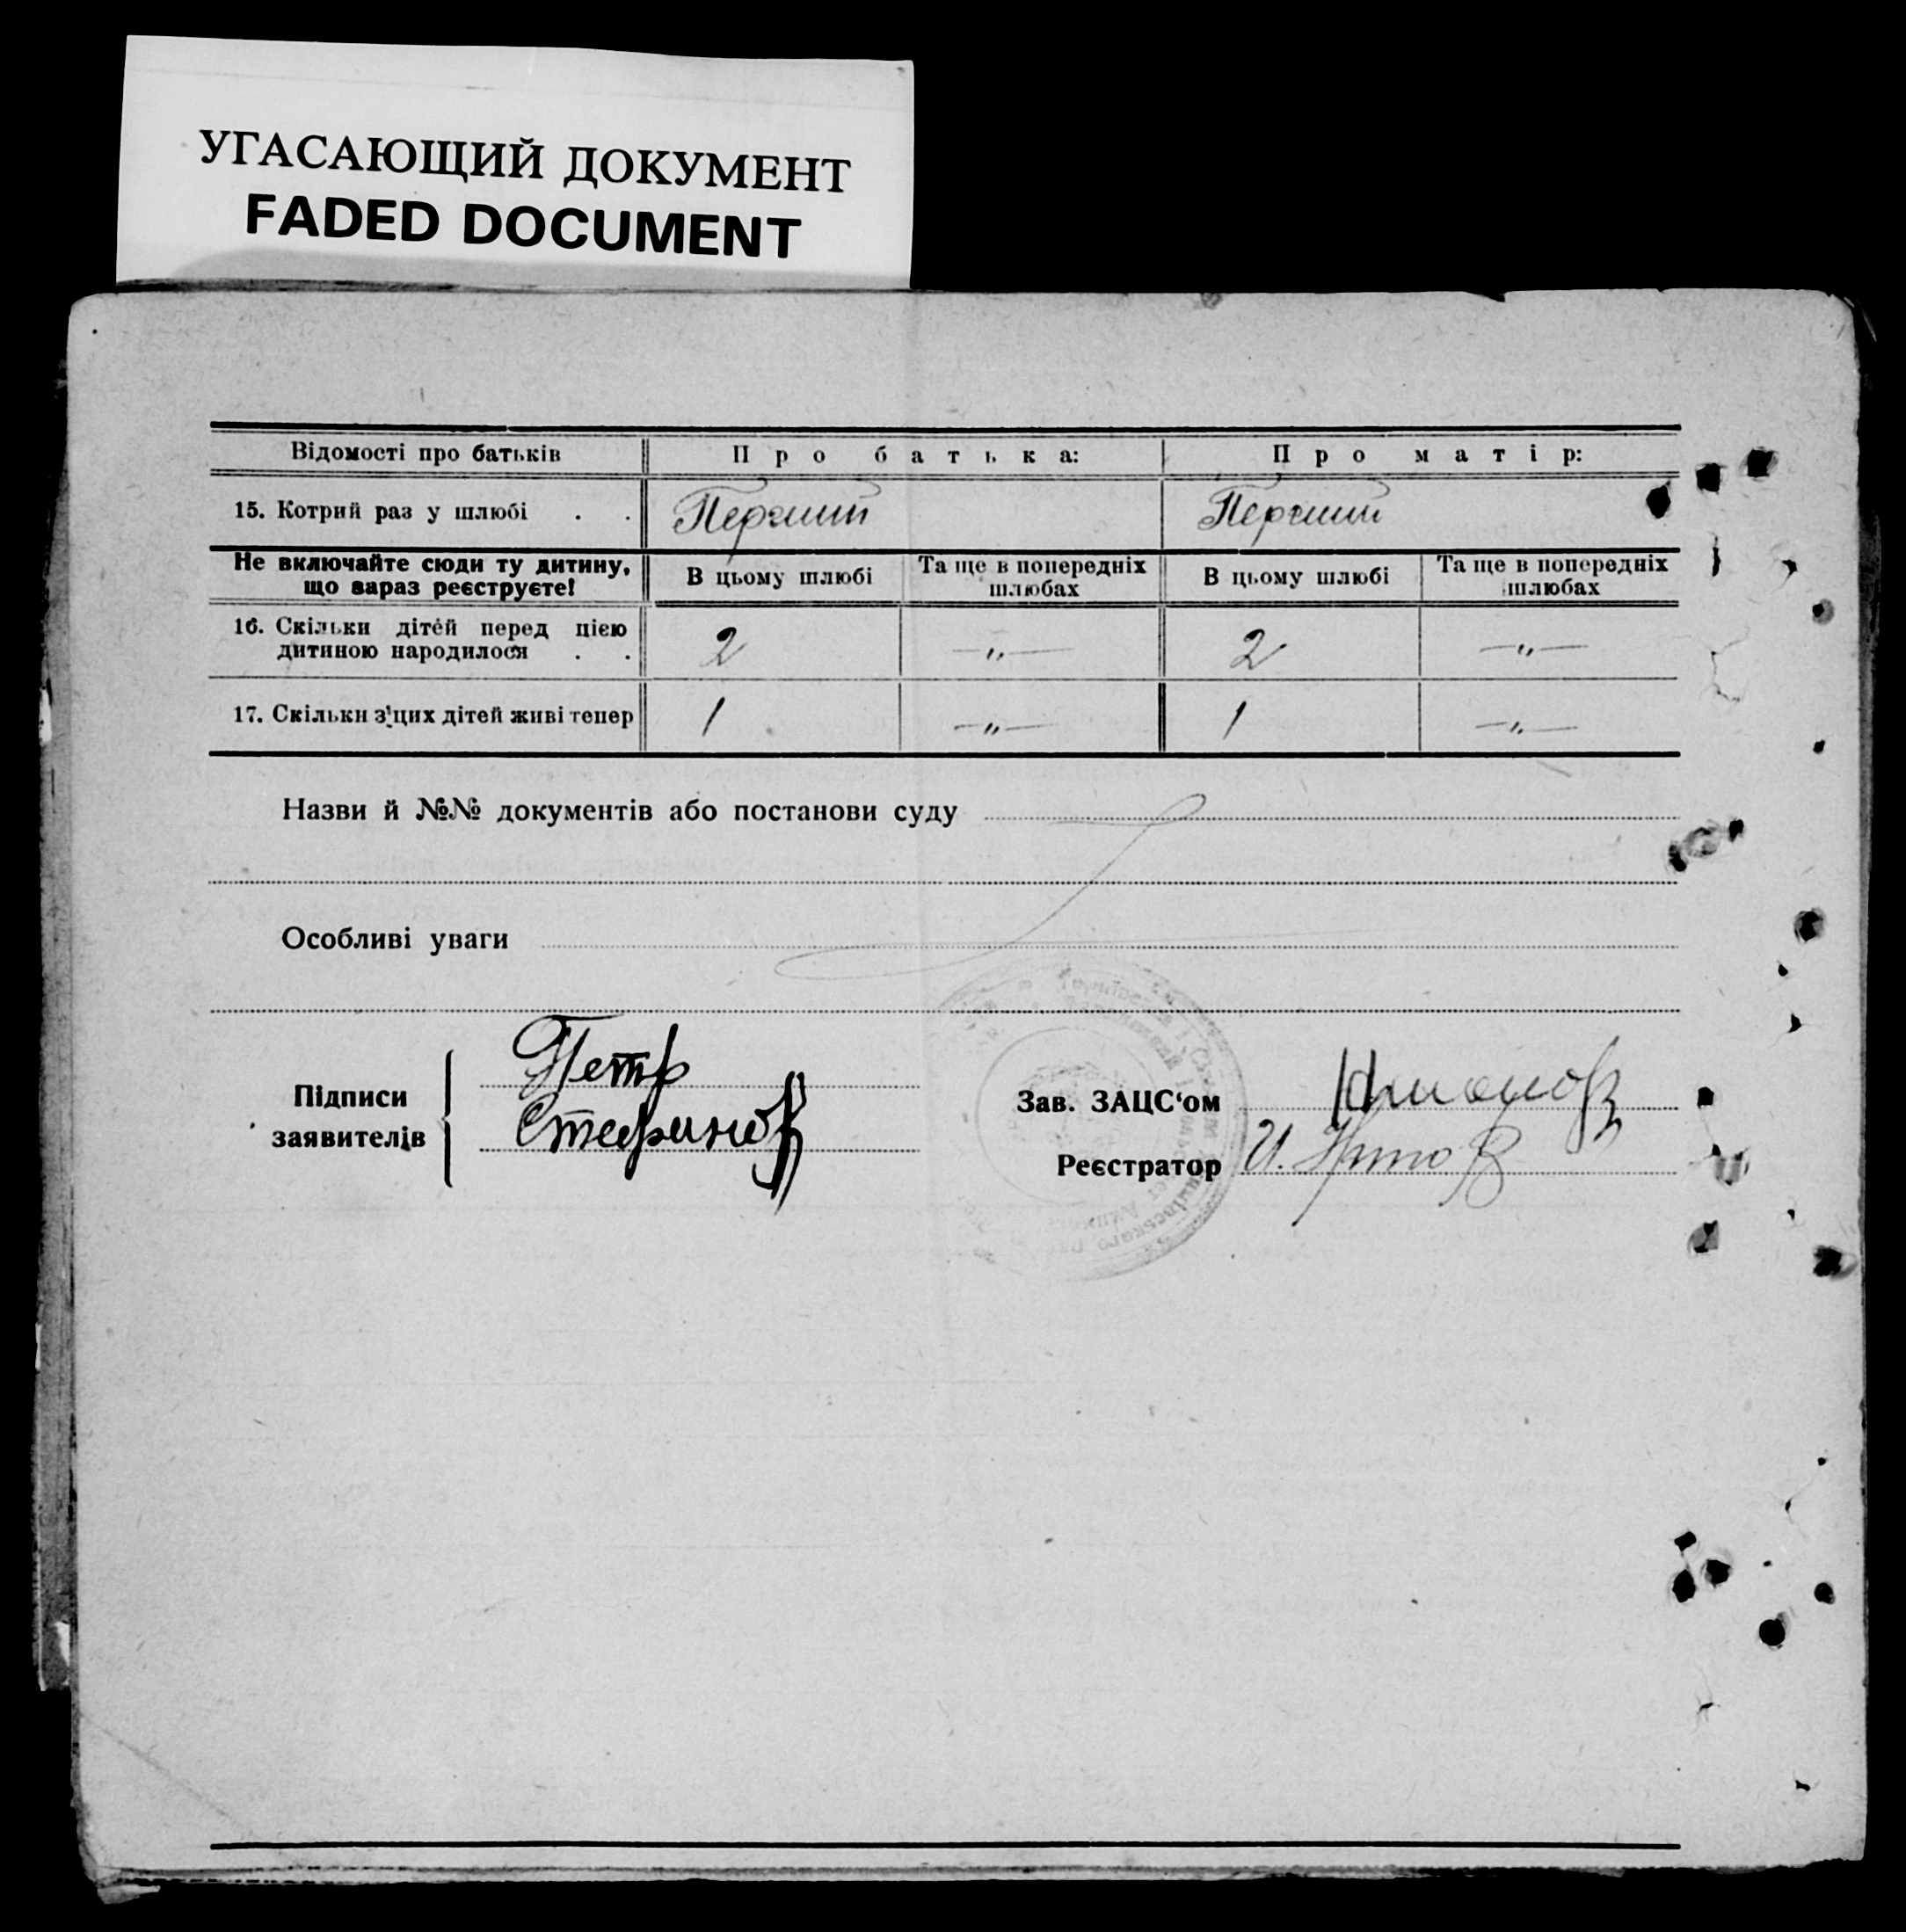 УГАСАЮЩИЙ ДОКУМЕНТ
FADED DOCUMENT
Відомості про батьків
Про батька:
Про матір:
15. Котрий раз у шлюбі . .
Перший
Перший
Не включайте сюди ту дитину,
що зараз реєструєте!
В цьому шлюбі
Та ще в попередніх
шлюбах
В цьому шлюбі
Та ще в попередніх
шлюбах
16. Скільки дітей перед цією
дитиною народилося . .
2
—„—
2
—„—
17. Скільки з'цих дітей живі тепер
1
—„—
1
—„—
Назви й №№ документів або постанови суду
Особливі уваги
Підписи
заявителів
Петр
Зав. ЗАЦС‘ом
Реєстратор